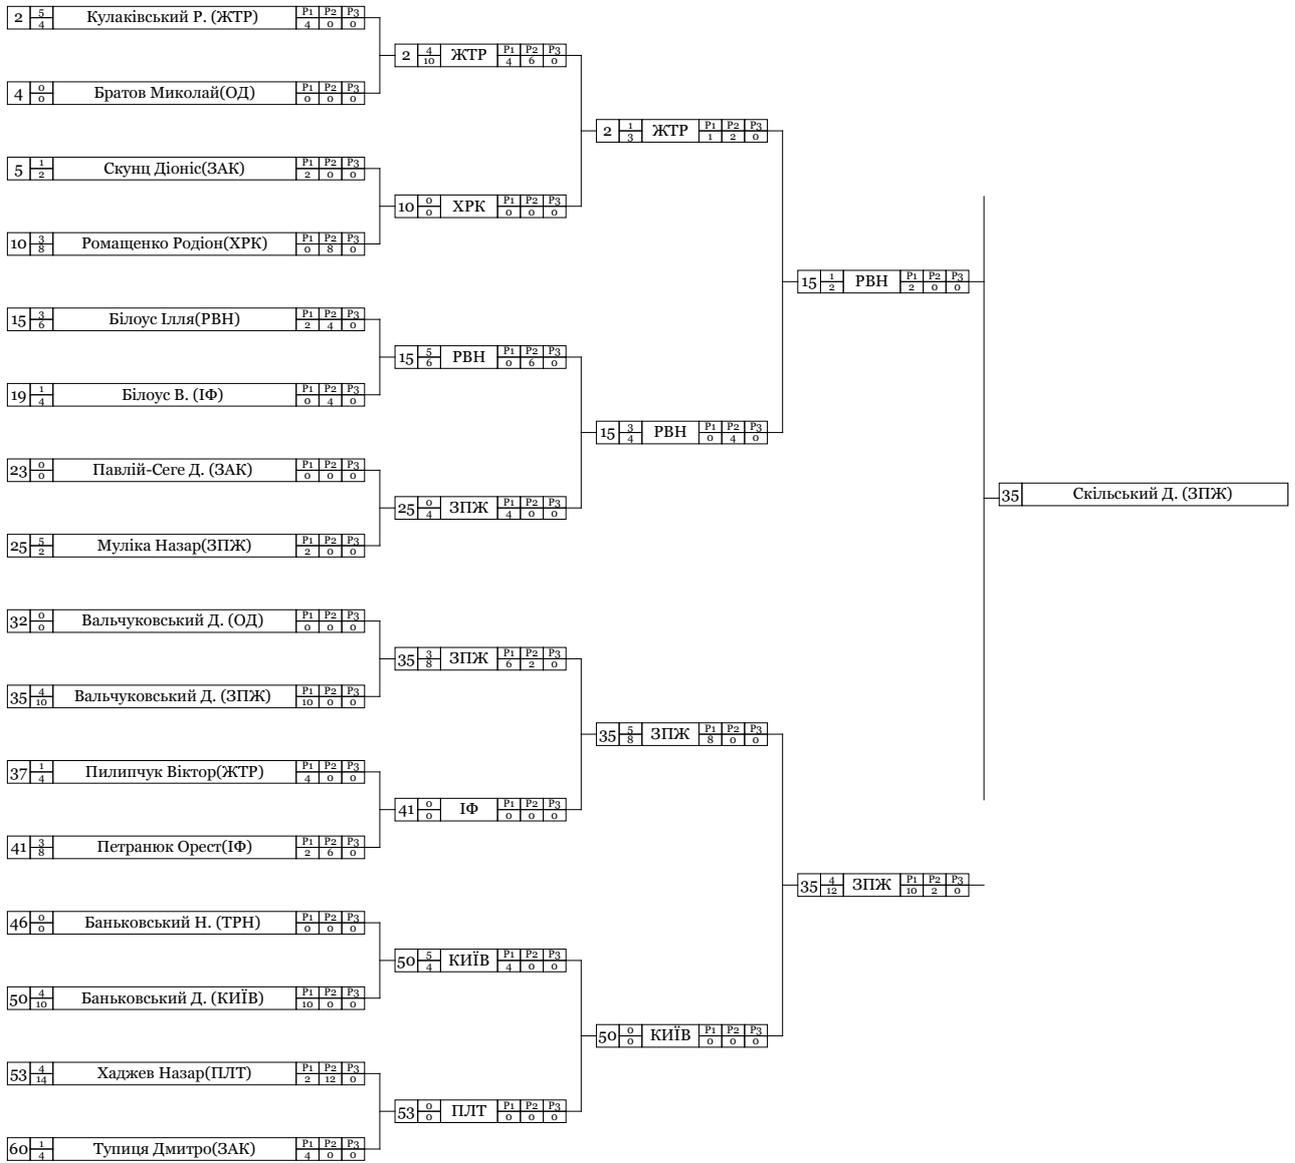 2 5 4 Кулаківський Р. (ЖТР) P1 P2 P3 4 0 0
2 4 10 ЖТР P1 P2 P3 4 6 0
4 0 0 Братов Миколай(ОД) P1 P2 P3 0 0 0
2 1 3 ЖТР P1 P2 P3 1 2 0
5 1 2 Скунц Діоніс(ЗАК) P1 P2 P3 2 0 0
10 0 0 ХРК P1 P2 P3 0 0 0
10 3 8 Ромащенко Родіон(ХРК) P1 P2 P3 0 8 0
15 1 2 РВН P1 P2 P3 2 0 0
15 3 6 Білоус Ілля(РВН) P1 P2 P3 2 4 0
15 5 6 РВН P1 P2 P3 0 6 0
19 1 4 Білоус В. (ІФ) P1 P2 P3 0 4 0
15 3 4 РВН P1 P2 P3 0 4 0
23 0 0 Павлій-Сеге Д. (ЗАК) P1 P2 P3 0 0 0
35 Скільський Д. (ЗПЖ)
25 0 4 ЗПЖ P1 P2 P3 4 0 0
25 5 2 Муліка Назар(ЗПЖ) P1 P2 P3 2 0 0
32 0 0 Вальчуковський Д. (ОД) P1 P2 P3 0 0 0
35 3 8 ЗПЖ P1 P2 P3 6 2 0
35 4 10 Вальчуковський Д. (ЗПЖ) P1 P2 P3 10 0 0
35 5 8 ЗПЖ P1 P2 P3 8 0 0
37 1 4 Пилипчук Віктор(ЖТР) P1 P2 P3 4 0 0
41 0 0 ІФ P1 P2 P3 0 0 0
41 3 8 Петранюк Орест(ІФ) P1 P2 P3 2 6 0
35 4 12 ЗПЖ P1 P2 P3 10 2 0
46 0 0 Баньковський Н. (ТРН) P1 P2 P3 0 0 0
50 5 4 КИЇВ P1 P2 P3 4 0 0
50 4 10 Баньковський Д. (КИЇВ) P1 P2 P3 10 0 0
50 0 0 КИЇВ P1 P2 P3 0 0 0
53 4 14 Хаджев Назар(ПЛТ) P1 P2 P3 2 12 0
53 0 0 ПЛТ P1 P2 P3 0 0 0
60 1 4 Тупиця Дмитро(ЗАК) P1 P2 P3 4 0 0